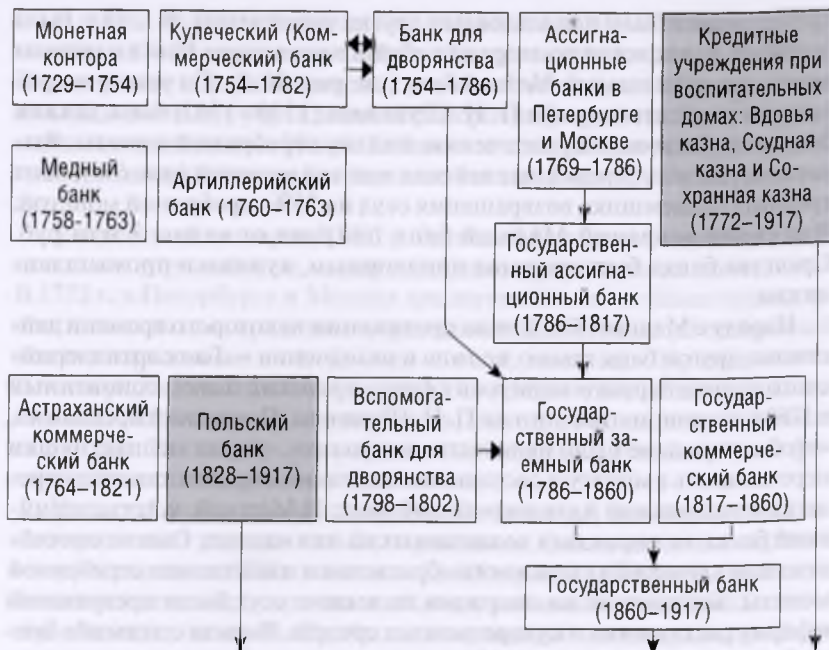 Монетная
контора
(1729–1754)
Купеческий (Ком-
мерческий) банк
(1754–1782)
Банк для
дворянства
(1754–1786)
Ассигна-
ционные
банки в
Петербурге
и Москве
(1769–1786)
Кредитные
учреждения при
воспитательных
домах: Вдовья
казна, Ссудная
казна и Со-
хранная казна
(1772–1917)
Медный
банк
(1758-1763)
Артиллерийский
банк (1760–1763)
Государствен-
ный ассигна-
ционный банк
(1786–1817)
Астраханский
коммерче-
ский банк
(1764–1821)
Польский
банк
(1828–1917)
Вспомога-
тельный
банк для
дворянства
(1798–1802)
Государ-
ственный за-
емный банк
(1786–1860)
Государ-
ственный
коммерче-
ский банк
(1817–1860)
Государственный банк
(1860–1917)